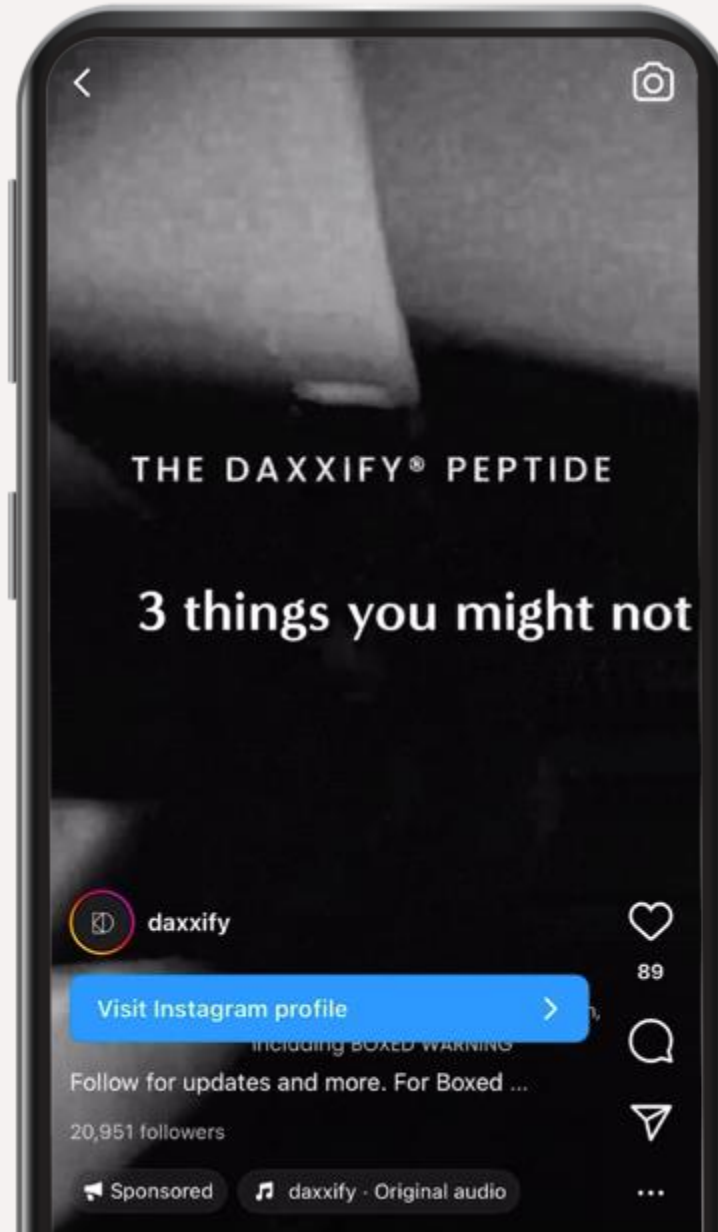 THE DAXXIFY® PEPTIDE
3 things you might not
daxxify
89
Visit Instagram profile
including BOXED WARNING
Follow for updates and more. For Boxed ...
20,951 followers
Sponsored
daxxify · Original audio